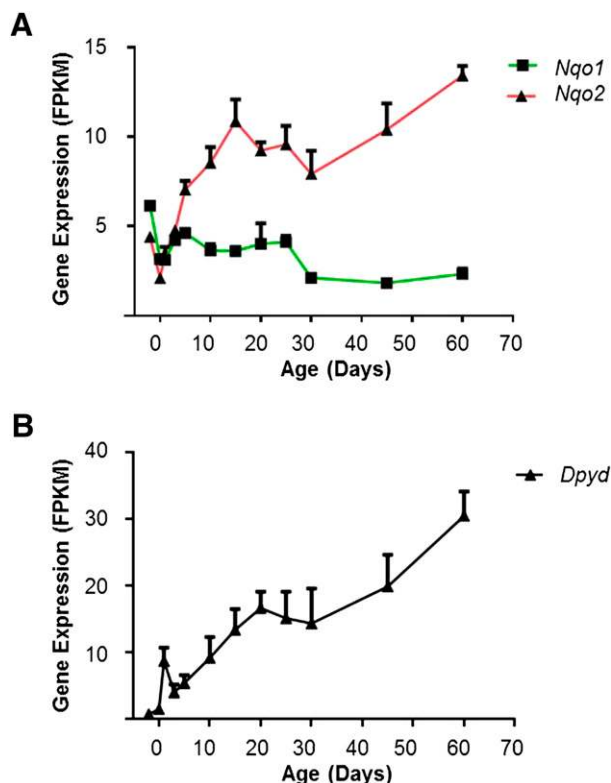 A
Gene Expression (FPKM)
15
10
5
0 10 20 30 40 50 60 70
Age (Days)
Nqo1
Nqo2
B
Gene Expression (FPKM)
40
30
20
10
0 10 20 30 40 50 60 70
Age (Days)
Dpyd